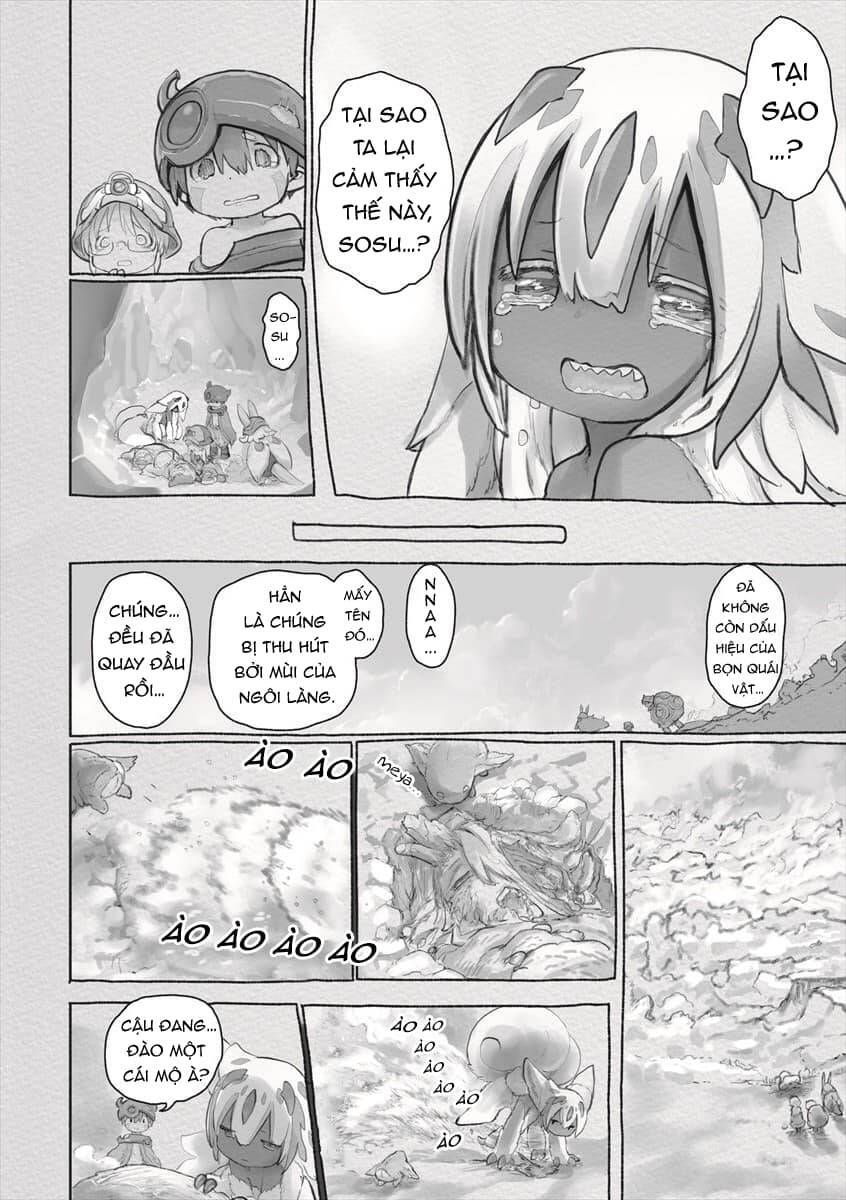 TẠI
SAO
...?
TẠI SAO
TA LẠI
CẢM THẤY
THẾ NÀY,
SOSU...?
SO-
SU
...
ĐÃ
KHÔNG
CÒN DẤU
HIỆU CỦA
BỌN QUÁI
VẬT...
NNAA...
MẤY
TÊN
ĐÓ...
HẲN
LÀ CHÚNG
BỊ THU HÚT
BỞI MÙI CỦA
NGÔI LÀNG.
CHÚNG...
ĐỀU ĐÃ
QUAY ĐẦU
RỒI...
meya...
ÀO ÀO
ÀO ÀO ÀO ÀO
ÀO ÀO
ÀO
ÀO
ÀO
ÀO
ÀO
CẬU ĐANG...
ĐÀO MỘT
CÁI MỘ À?